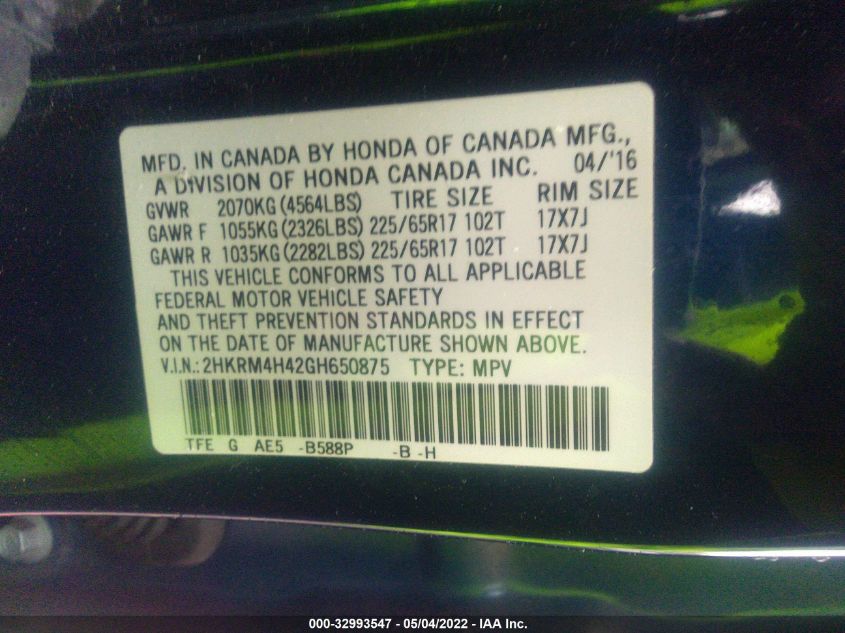 MFD. IN CANADA BY HONDA OF CANADA MFG.,
A DIVISION OF HONDA CANADA INC. 04/'16
GVWR 2070KG (4564LBS) TIRE SIZE RIM SIZE
GAWR F 1055KG (2326LBS) 225/65R17 102T 17X7J
GAWR R 1035KG (2282LBS) 225/65R17 102T 17X7J
THIS VEHICLE CONFORMS TO ALL APPLICABLE
FEDERAL MOTOR VEHICLE SAFETY
AND THEFT PREVENTION STANDARDS IN EFFECT
ON THE DATE OF MANUFACTURE SHOWN ABOVE.
V.I.N.: 2HKRM4H42GH650875 TYPE: MPV
TFE G AE5 -B588P -B -H
000-32993547 - 05/04/2022 - IAA Inc.